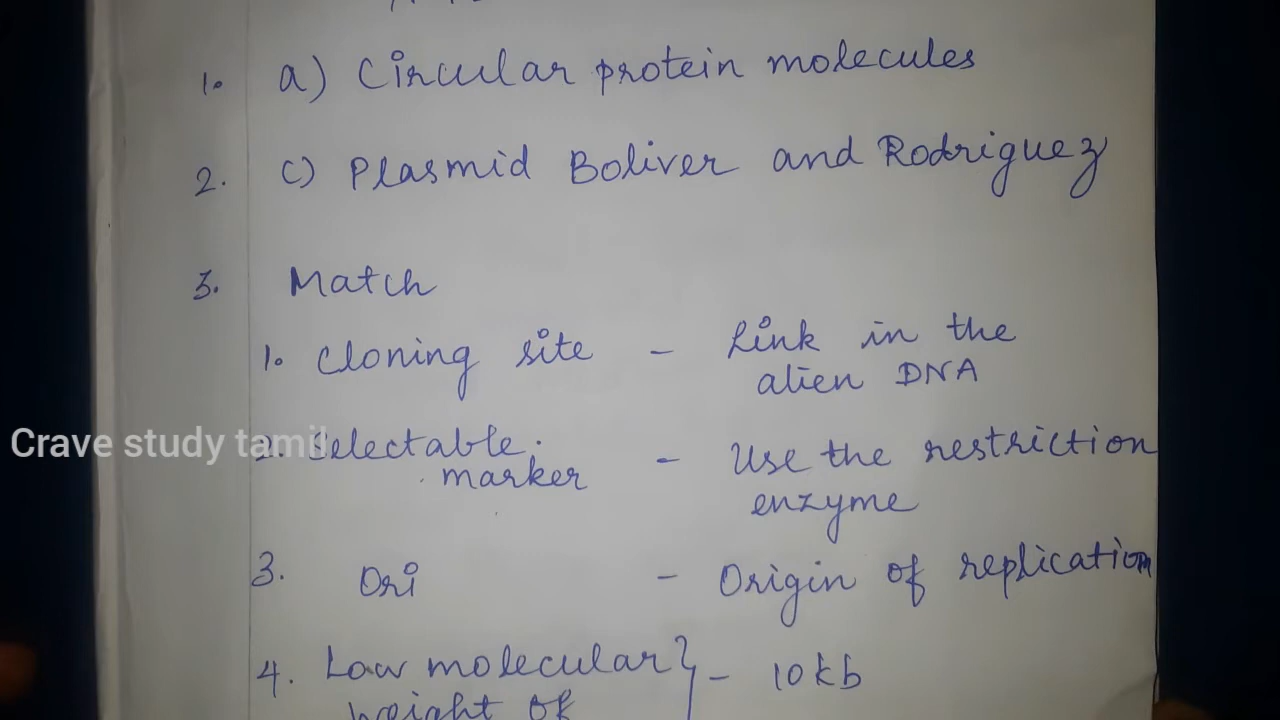 1. a) Circular protein molecules
2. c) Plasmid Boliver and Rodriguez
3. Match
1. Cloning site - Link in the
alien DNA
2. Selectable
marker - Use the restriction
enzyme
Crave study tamil
3. Ori - Origin of replication
4. Low molecular } - 10kb
weight of